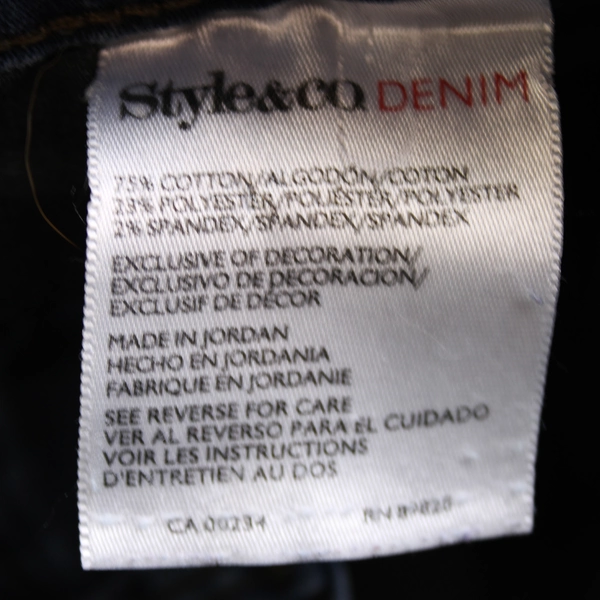 Style&co. DENIM
75% COTTON/ALGODÓN/COTON
23% POLYESTER/POLIÉSTER/POLYESTER
2% SPANDEX/SPANDEX/SPANDEX
EXCLUSIVE OF DECORATION/
EXCLUSIVO DE DECORACION/
EXCLUSIF DE DÉCOR
MADE IN JORDAN
HECHO EN JORDANIA
FABRIQUE EN JORDANIE
SEE REVERSE FOR CARE
VER AL REVERSO PARA ÉL CUIDADO
VOIR LES INSTRUCTIONS
D'ENTRETIEN AU DOS
CA 00234 RN